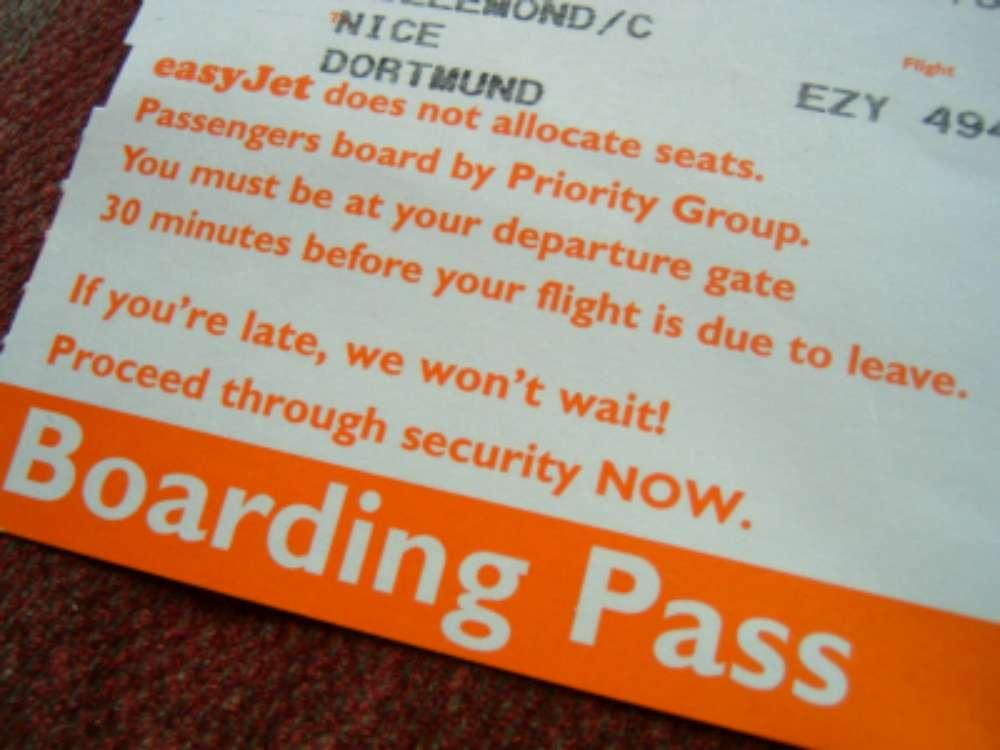 NICE
DORTMUND
Flight
EZY
easyJet does not allocate seats.
Passengers board by Priority Group.
You must be at your departure gate
30 minutes before your flight is due to leave.
If you're late, we won't wait!
Proceed through security NOW.
Boarding Pass